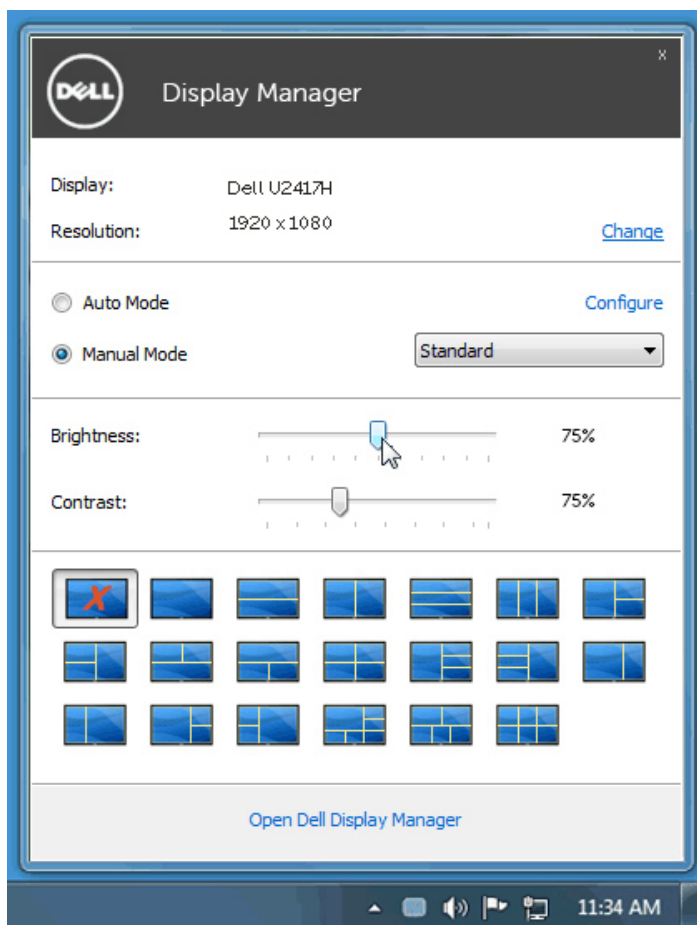 x
DELL
Display Manager
Display: Dell U2417H
Resolution: 1920 x 1080 Change
Auto Mode Configure
Manual Mode Standard
Brightness: 75%
Contrast: 75%
X
Open Dell Display Manager
11:34 AM